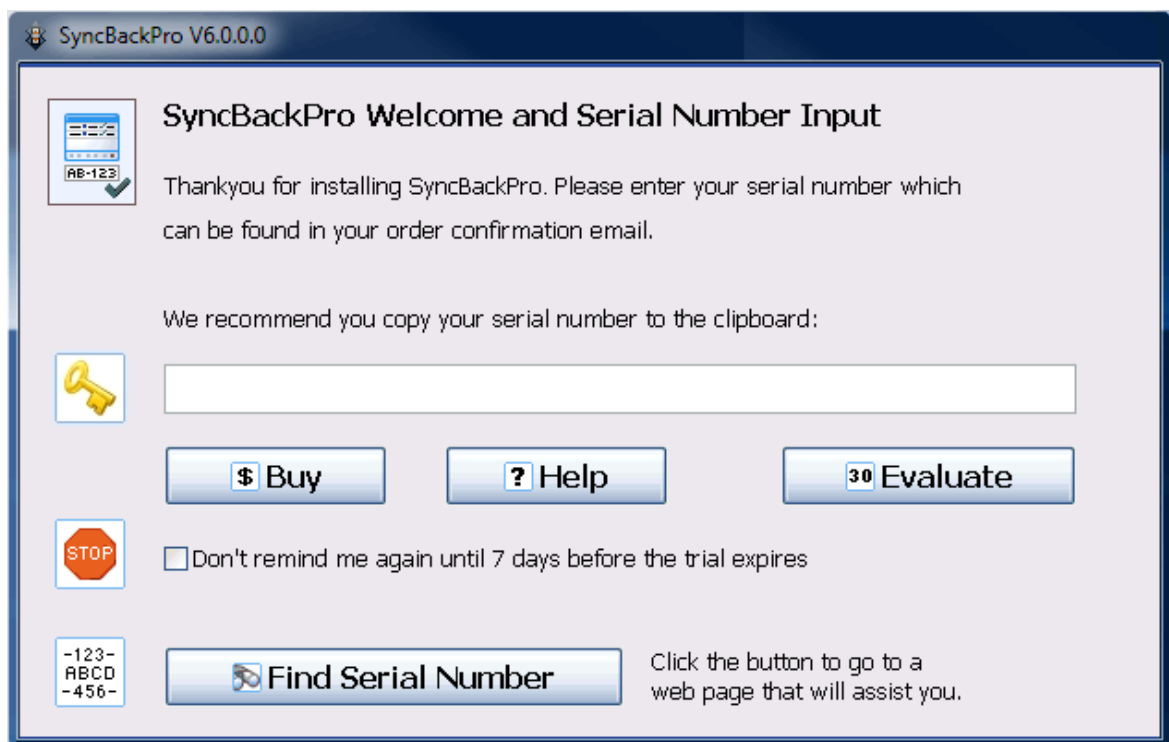 SyncBackPro V6.0.0.0
SyncBackPro Welcome and Serial Number Input
AB-123
Thankyou for installing SyncBackPro. Please enter your serial number which
can be found in your order confirmation email.
We recommend you copy your serial number to the clipboard:
$ Buy
? Help
30 Evaluate
STOP
Don't remind me again until 7 days before the trial expires
-123-
ABCD
-456-
Find Serial Number
Click the button to go to a
web page that will assist you.